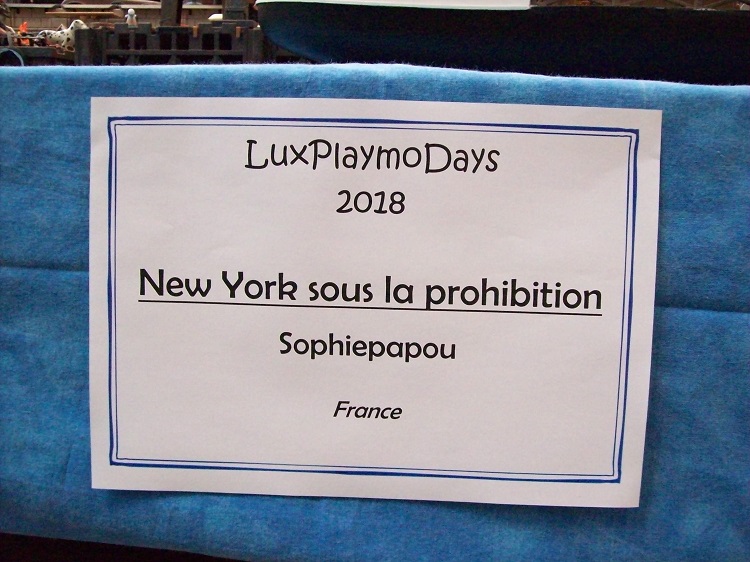 LuxPlaymoDays
2018
New York sous la prohibition
Sophiepapou
France